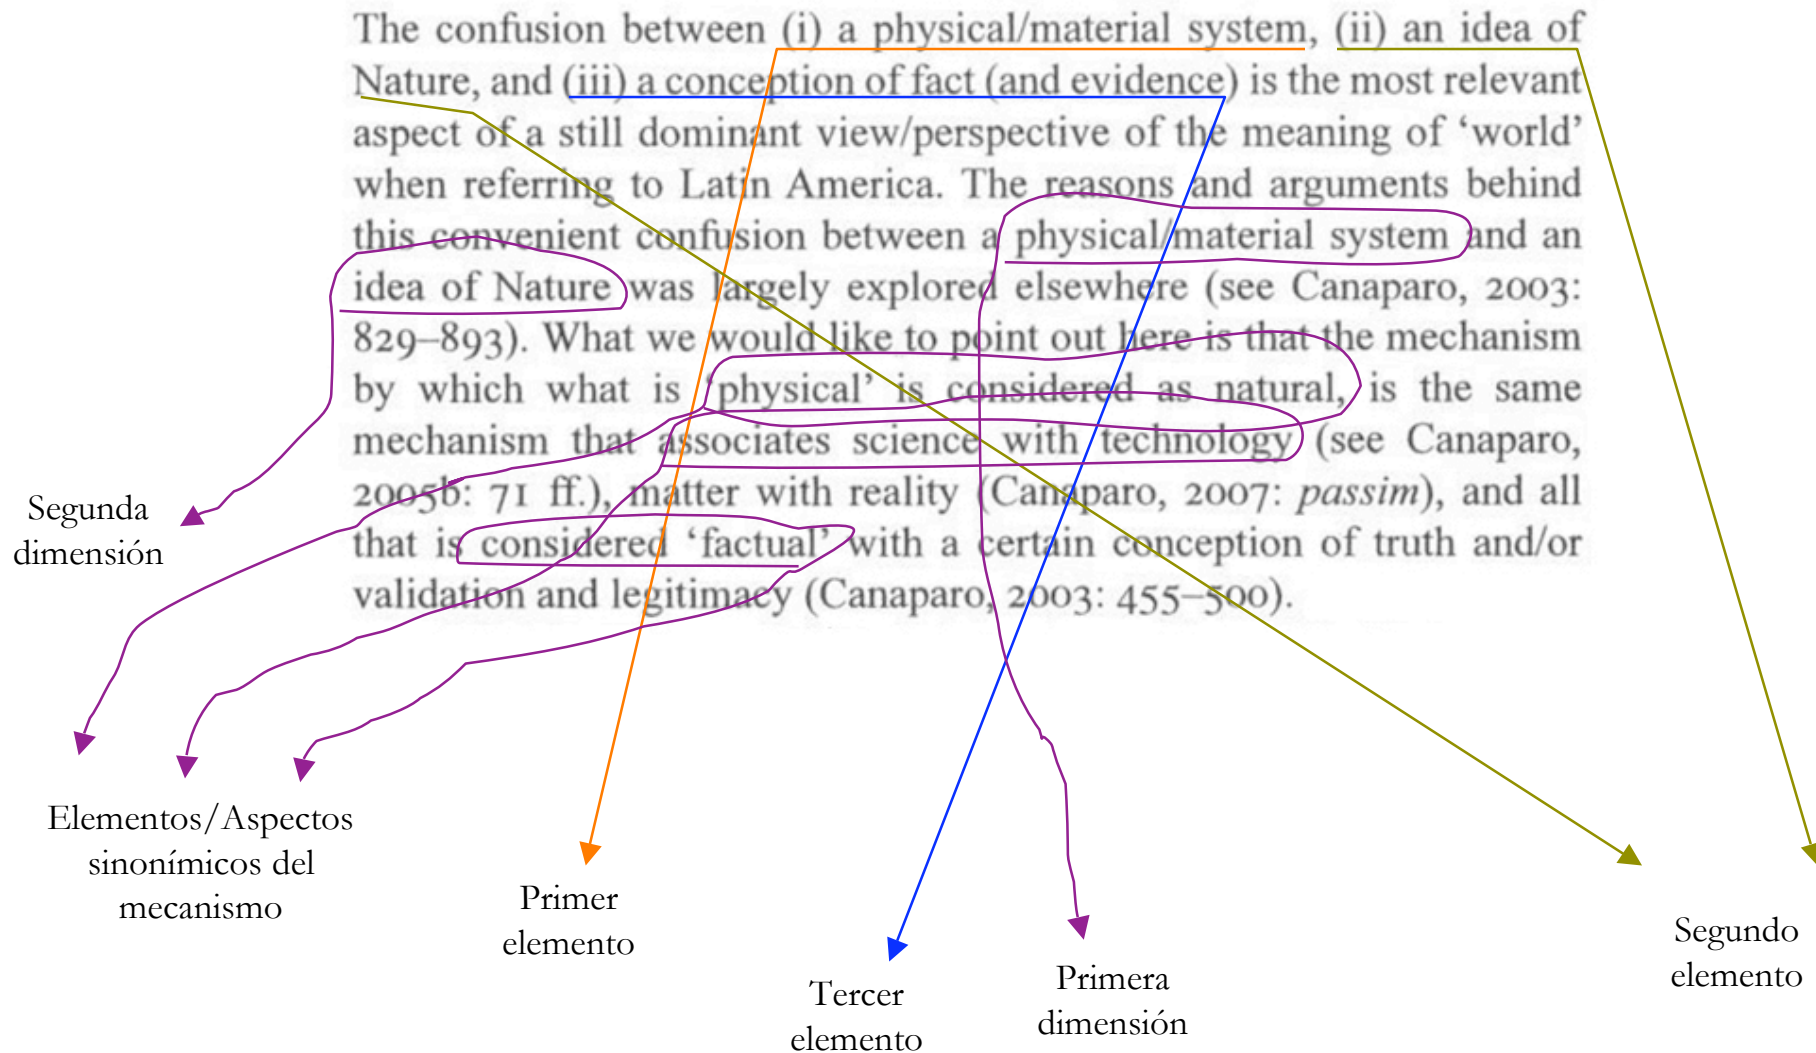 The confusion between (i) a physical/material system, (ii) an idea of
Nature, and (iii) a conception of fact (and evidence) is the most relevant
aspect of a still dominant view/perspective of the meaning of ‘world’
when referring to Latin America. The reasons and arguments behind
this convenient confusion between a physical/material system and an
idea of Nature was largely explored elsewhere (see Canaparo, 2003:
829–893). What we would like to point out here is that the mechanism
by which what is ‘physical’ is considered as natural, is the same
mechanism that associates science with technology (see Canaparo,
2005b: 71 ff.), matter with reality (Canaparo, 2007: passim), and all
that is considered ‘factual’ with a certain conception of truth and/or
validation and legitimacy (Canaparo, 2003: 455–500).
Segunda
dimensión
Elementos/Aspectos
sinonímicos del
mecanismo
Primer
elemento
Tercer
elemento
Primera
dimensión
Segundo
elemento